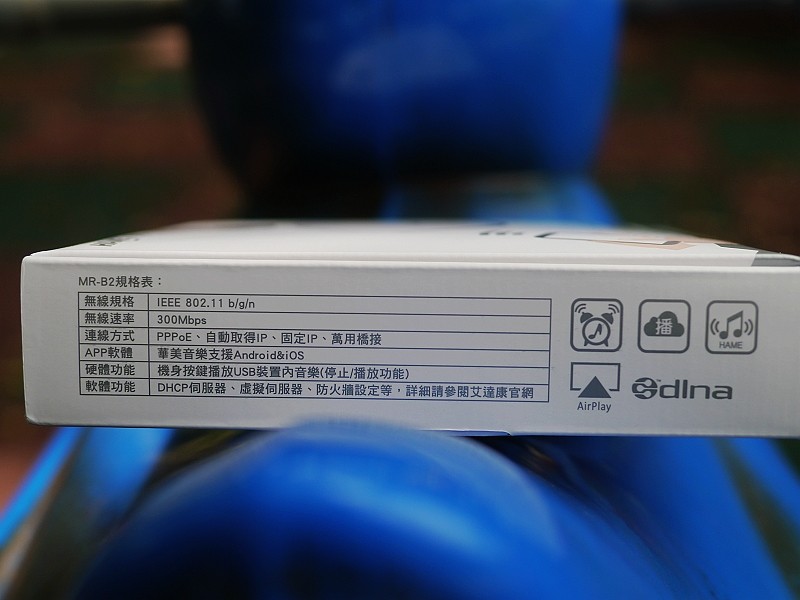 MR-B2規格表：
無線規格 IEEE 802.11 b/g/n
無線速率 300Mbps
連線方式 PPPoE、自動取得IP、固定IP、萬用橋接
APP軟體 華美音樂支援Android&iOS
硬體功能 機身按鍵播放USB裝置內音樂(停止/播放功能)
軟體功能 DHCP伺服器、虛擬伺服器、防火牆設定等，詳細請參閱艾達康官網
播
HAME
AirPlay
dlna